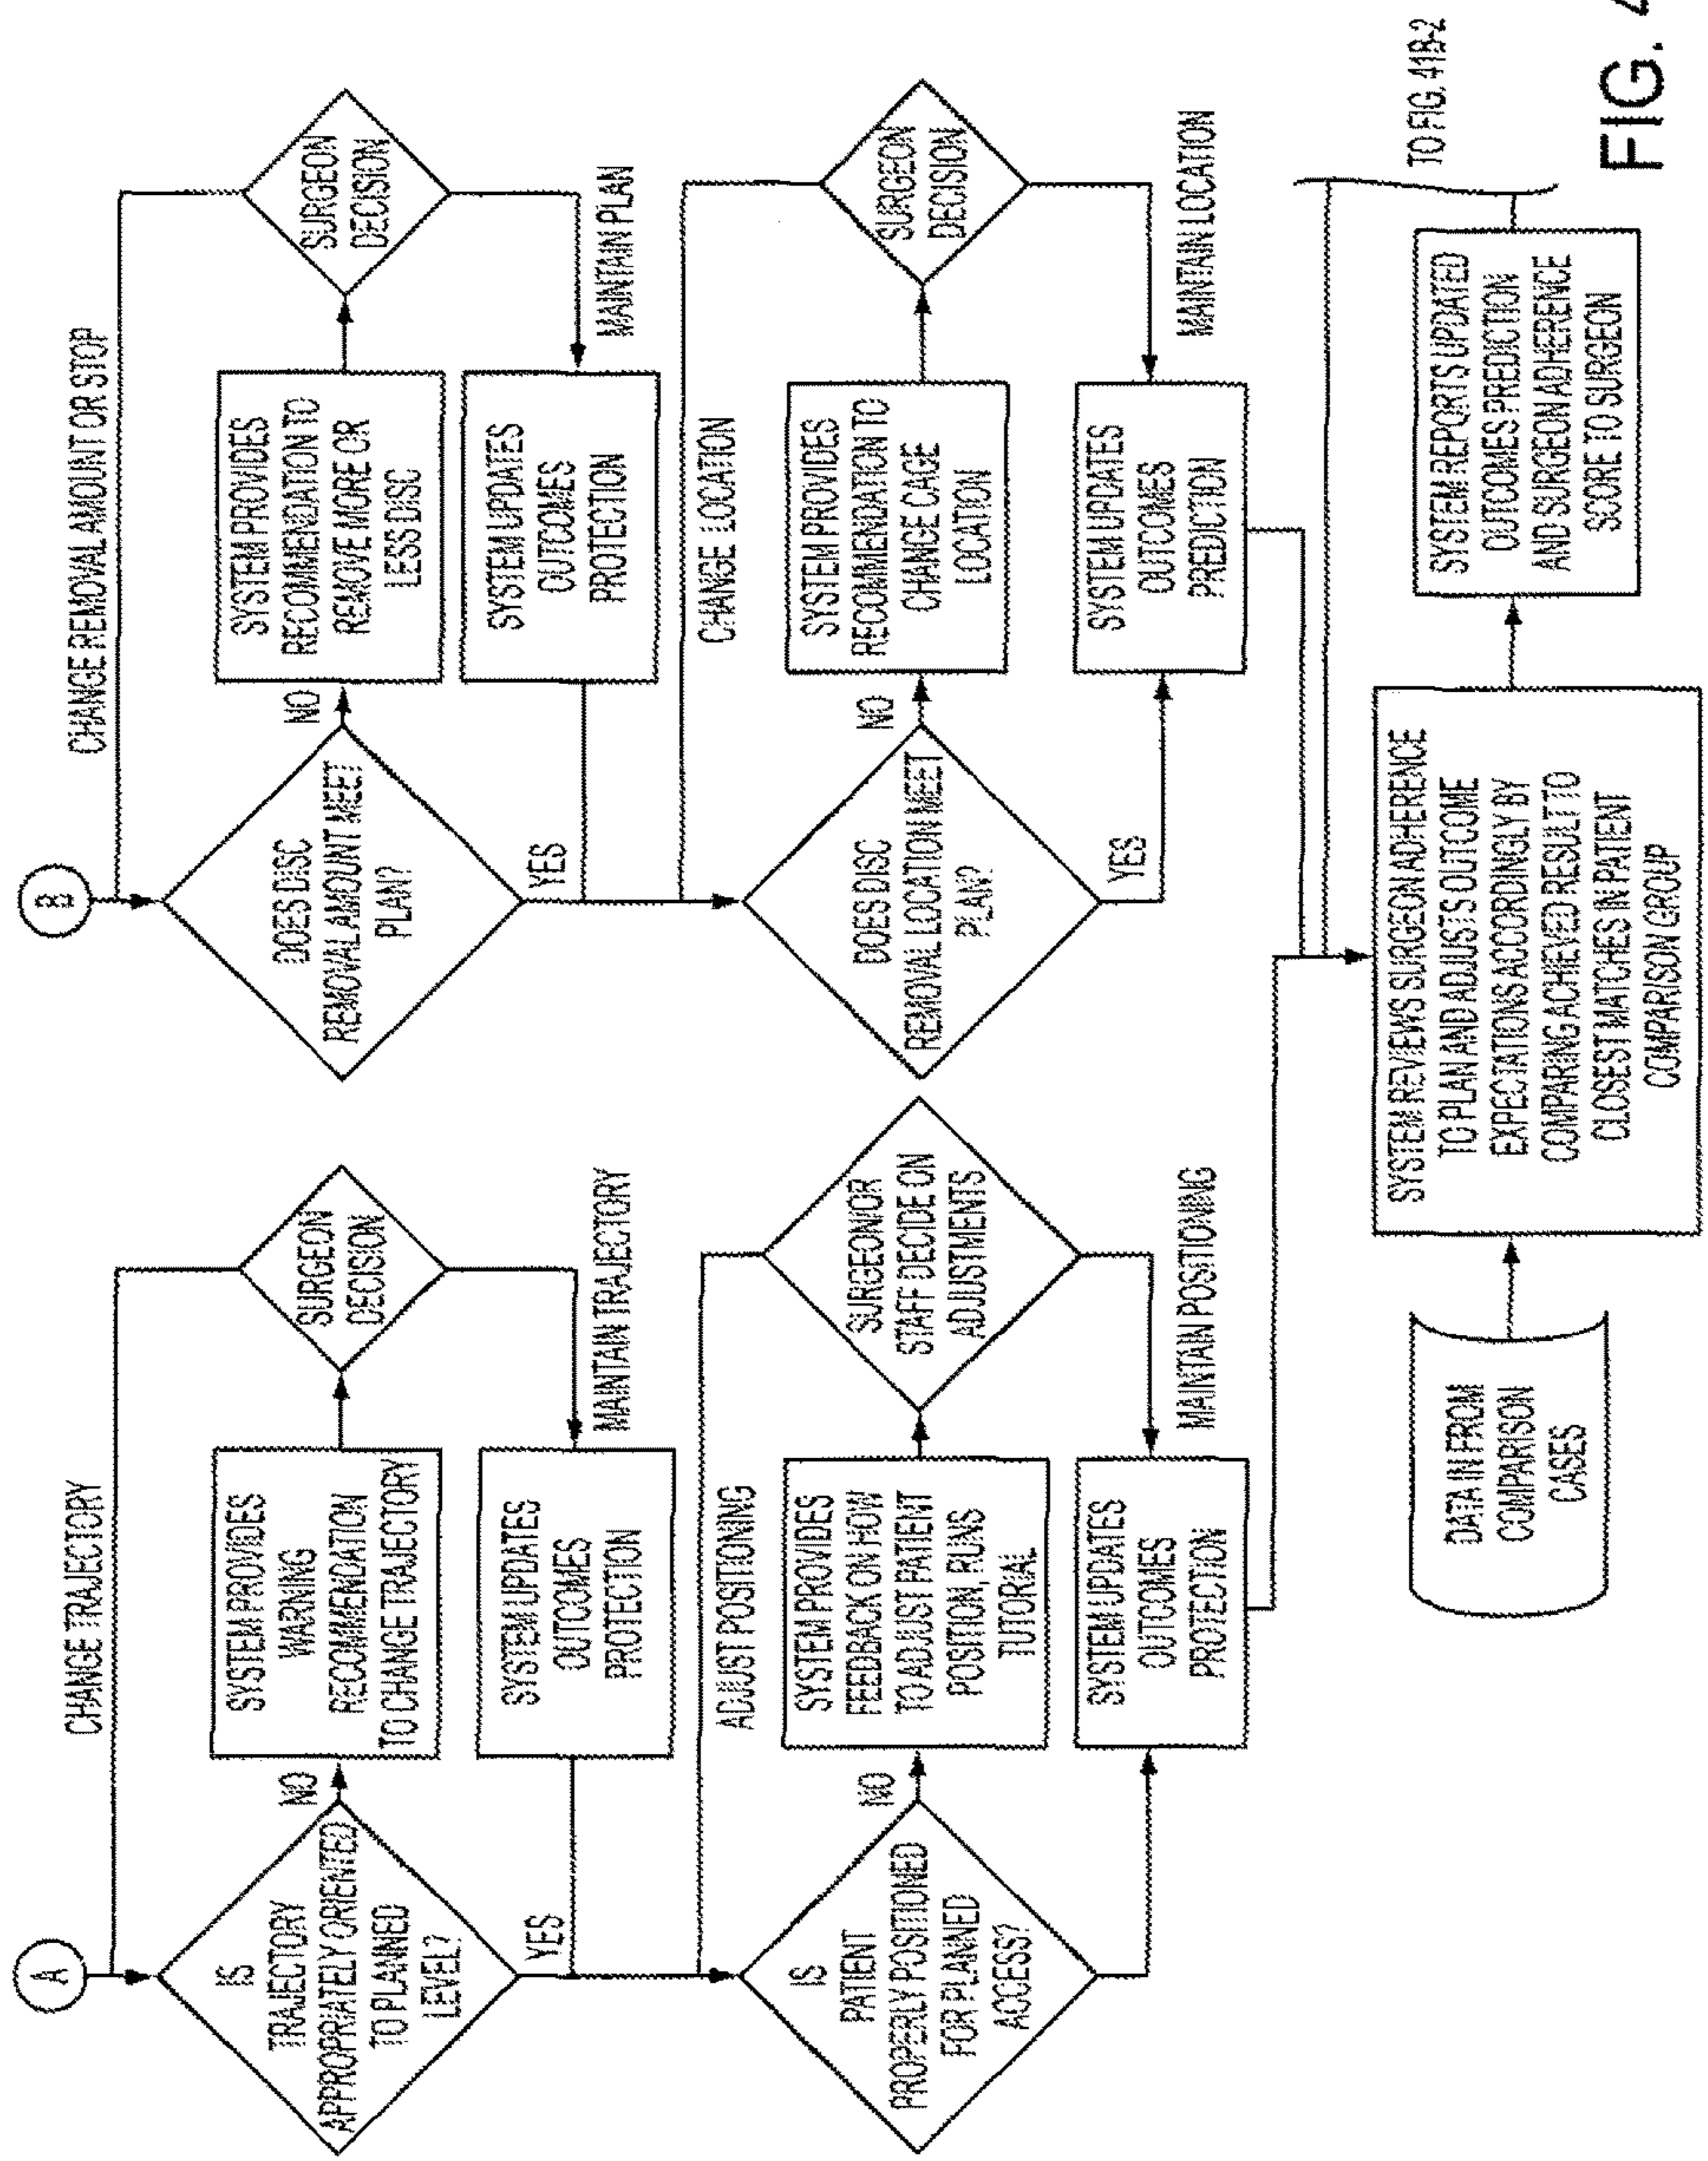 A
CHANGE TRAJECTORY
IS
TRAJECTORY
APPROPRIATELY ORIENTED
TO PLANNED
LEVEL?
NO
SYSTEM PROVIDES
WARNING
RECOMMENDATION
TO CHANGE TRAJECTORY
SURGEON
DECISION
YES
SYSTEM UPDATES
OUTCOMES
PROTECTION
MAINTAIN TRAJECTORY
ADJUST POSITIONING
IS
PATIENT
PROPERLY POSITIONED
FOR PLANNED
ACCESS?
NO
SYSTEM PROVIDES
FEEDBACK ON HOW
TO ADJUST PATIENT
POSITION, RUNS
TUTORIAL
SURGEON/OR
STAFF DECIDE ON
ADJUSTMENTS
SYSTEM UPDATES
OUTCOMES
PROTECTION
MAINTAIN POSITIONING
B
CHANGE REMOVAL AMOUNT OR STOP
DOES DISC
REMOVAL AMOUNT MEET
PLAN?
NO
SYSTEM PROVIDES
RECOMMENDATION TO
REMOVE MORE OR
LESS DISC
SURGEON
DECISION
YES
SYSTEM UPDATES
OUTCOMES
PROTECTION
MAINTAIN PLAN
CHANGE LOCATION
DOES DISC
REMOVAL LOCATION MEET
PLAN?
NO
SYSTEM PROVIDES
RECOMMENDATION TO
CHANGE CAGE
LOCATION
SURGEON
DECISION
YES
SYSTEM UPDATES
OUTCOMES
PREDICTION
MAINTAIN LOCATION
DATA IN FROM
COMPARISON
CASES
SYSTEM REVIEWS SURGEON ADHERENCE
TO PLAN AND ADJUSTS OUTCOME
EXPECTATIONS ACCORDINGLY BY
COMPARING ACHIEVED RESULT TO
CLOSEST MATCHES IN PATIENT
COMPARISON GROUP
SYSTEM REPORTS UPDATED
OUTCOMES PREDICTION
AND SURGEON ADHERENCE
SCORE TO SURGEON
TO FIG. 41B-2
FIG.